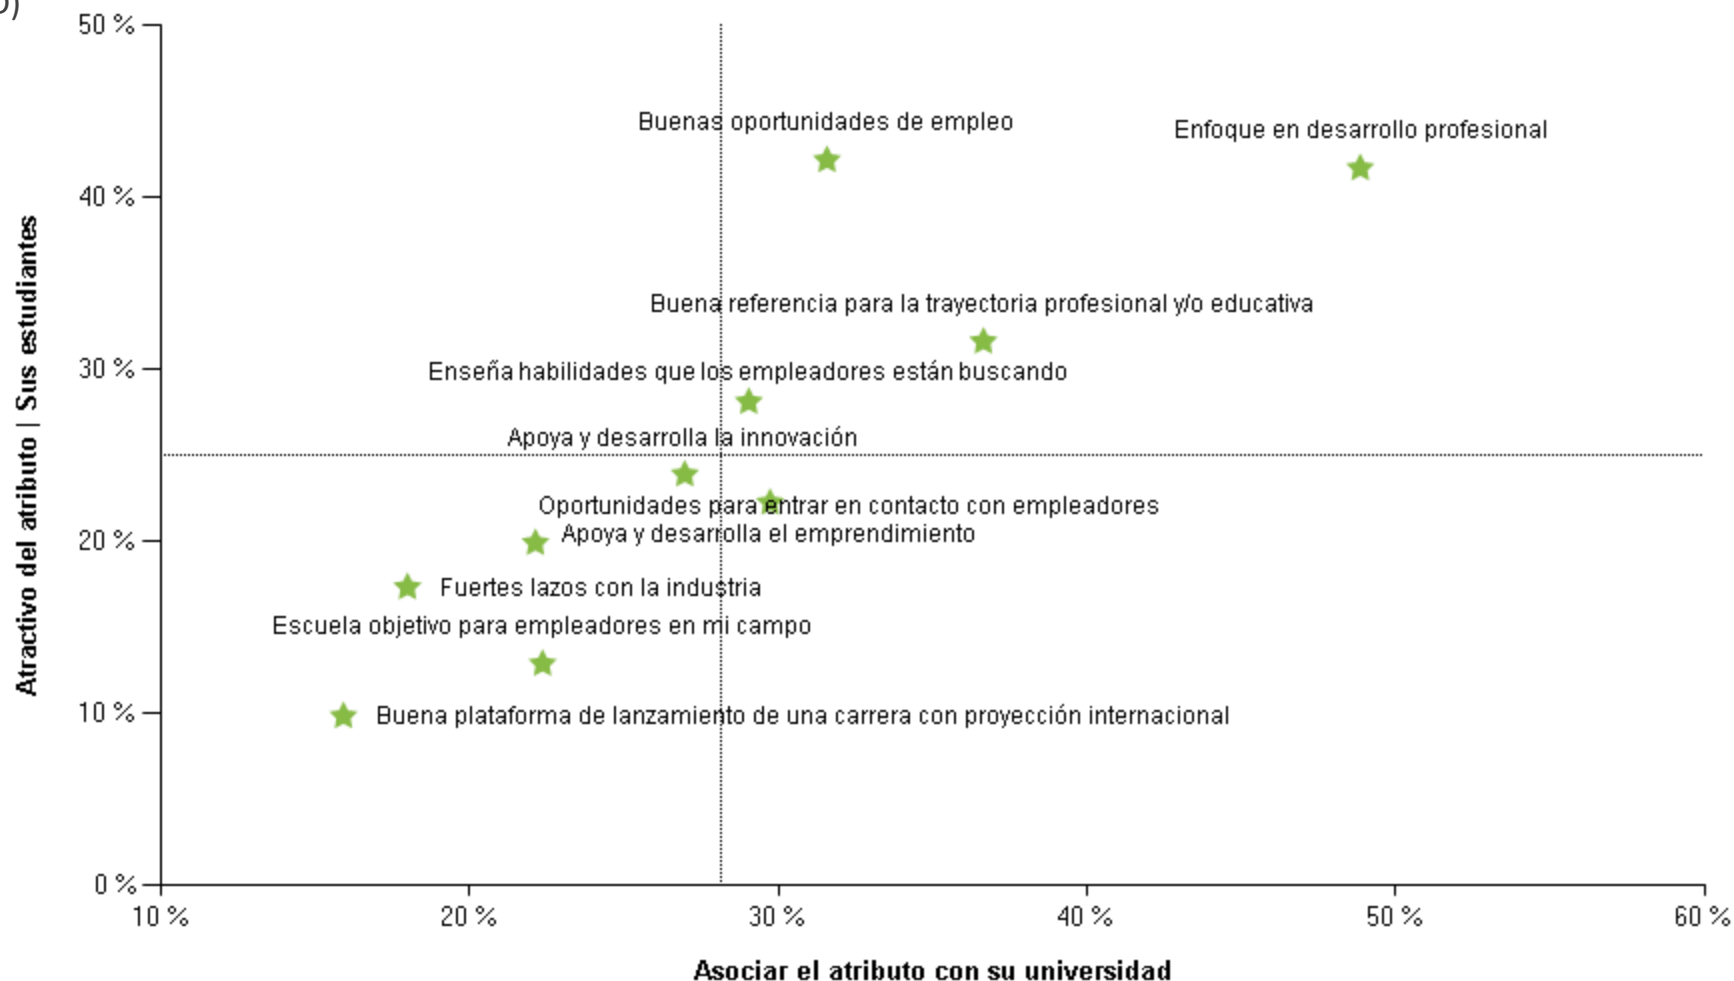 50 %
Buenas oportunidades de empleo
Enfoque en desarrollo profesional
40 %
Atractivo del atributo | Sus estudiantes
Buena referencia para la trayectoria profesional y/o educativa
30 %
Enseña habilidades que los empleadores están buscando
Apoya y desarrolla la innovación
Oportunidades para entrar en contacto con empleadores
20 %
Apoya y desarrolla el emprendimiento
Fuertes lazos con la industria
Escuela objetivo para empleadores en mi campo
10 %
Buena plataforma de lanzamiento de una carrera con proyección internacional
0 %
10 % 20 % 30 % 40 % 50 % 60 %
Asociar el atributo con su universidad